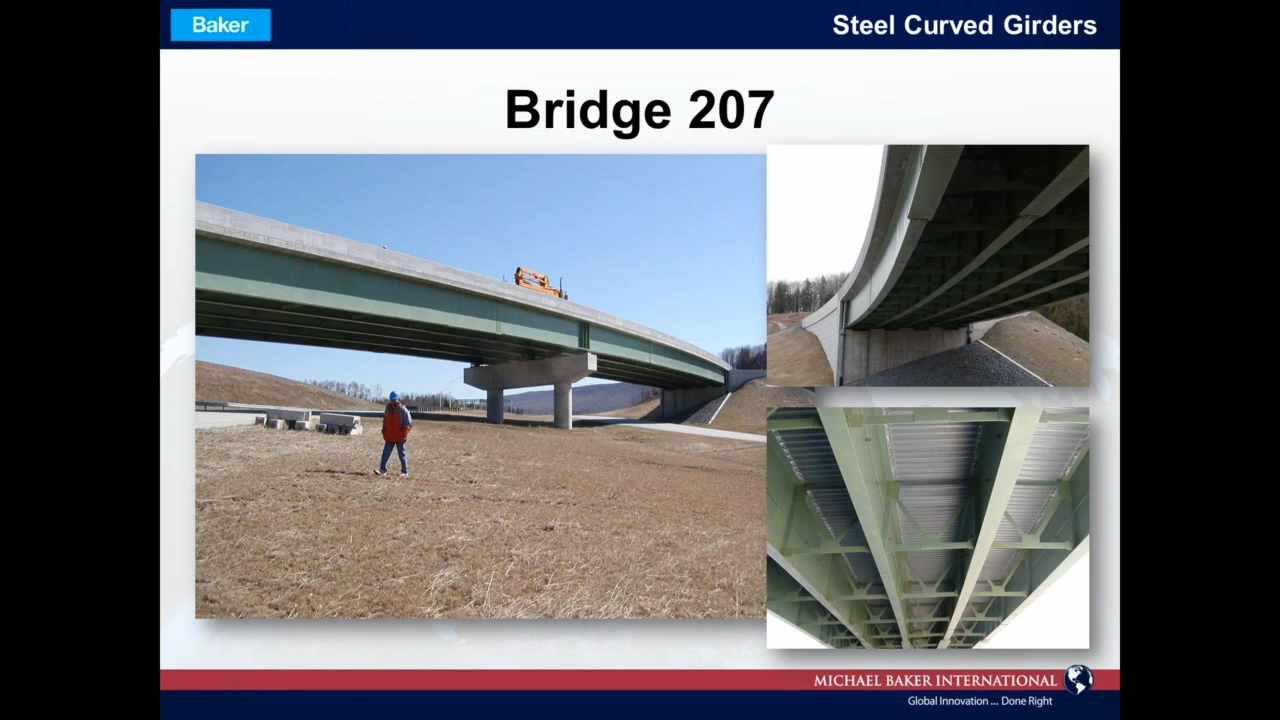 Baker
Steel Curved Girders
Bridge 207
MICHAEL BAKER INTERNATIONAL
Global Innovation ... Done Right